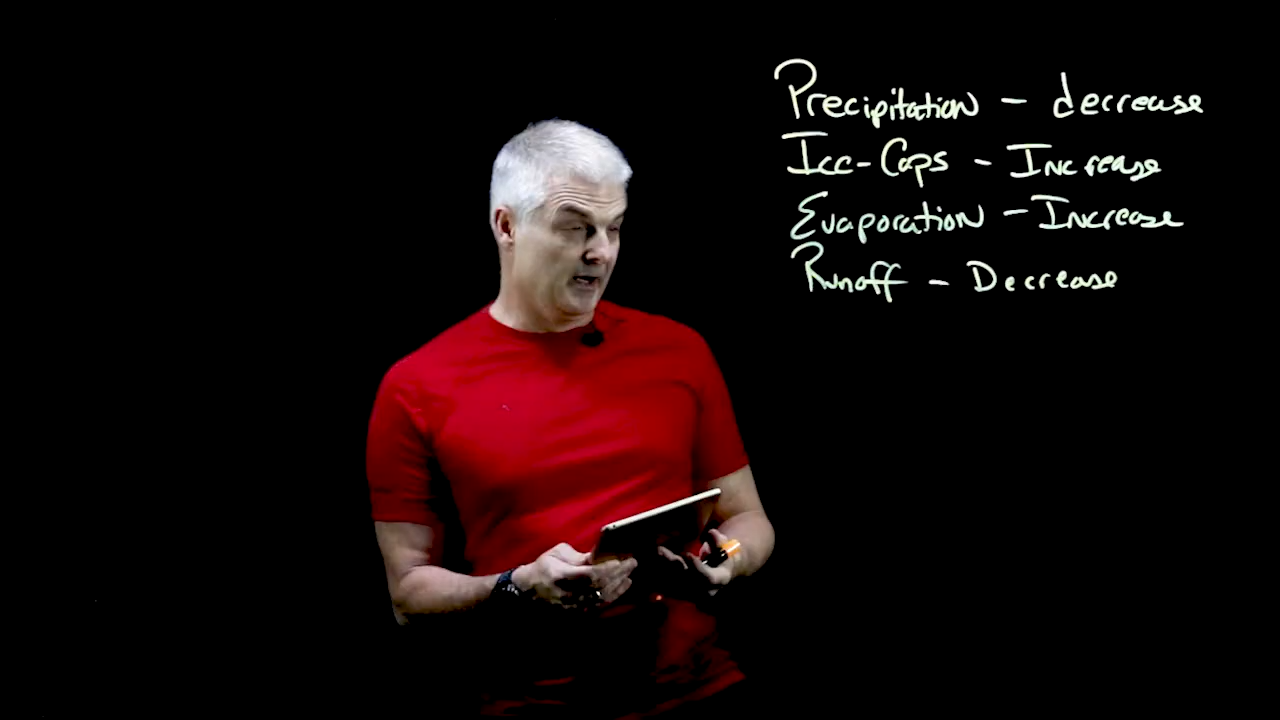 Precipitation - decrease
Ice-Caps - Increase
Evaporation - Increase
Runoff - Decrease